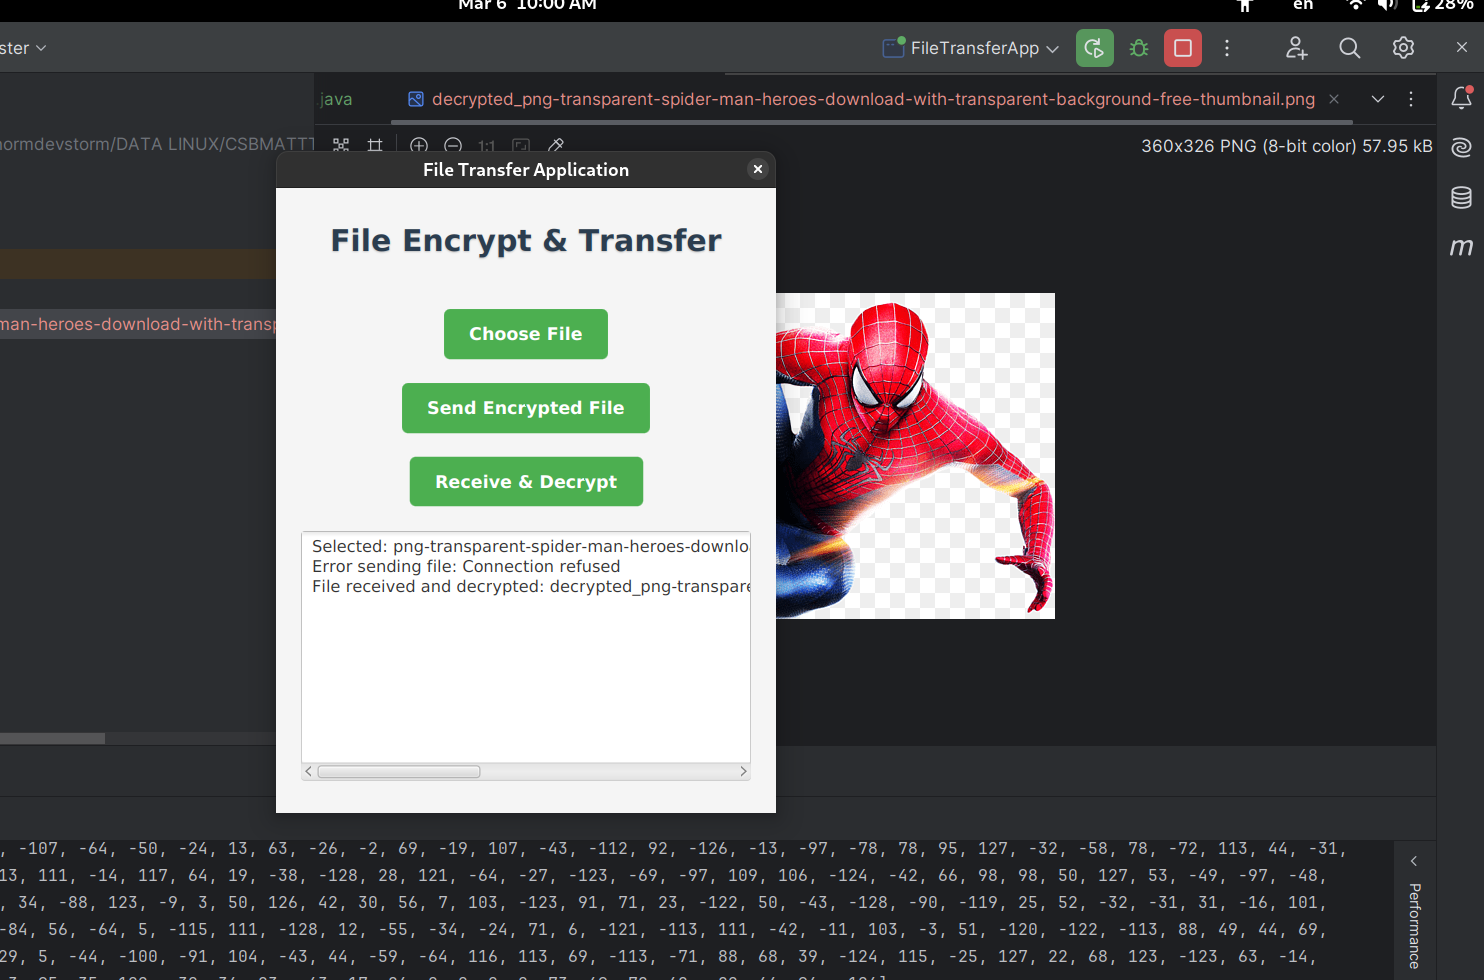 Mar 6 10:00 AM
en
28%
ster
FileTransferApp
java
decrypted_png-transparent-spider-man-heroes-download-with-transparent-background-free-thumbnail.png
ormdevstorm/DATA LINUX/CSBMATTT
1:1
360x326 PNG (8-bit color) 57.95 kB
File Transfer Application
m
File Encrypt & Transfer
man-heroes-download-with-transp
Choose File
Send Encrypted File
Receive & Decrypt
Selected: png-transparent-spider-man-heroes-downlo
Error sending file: Connection refused
File received and decrypted: decrypted_png-transpare
, -107, -64, -50, -24, 13, 63, -26, -2, 69, -19, 107, -43, -112, 92, -126, -13, -97, -78, 78, 95, 127, -32, -58, 78, -72, 113, 44, -31,
13, 111, -14, 117, 64, 19, -38, -128, 28, 121, -64, -27, -123, -69, -97, 109, 106, -124, -42, 66, 98, 98, 50, 127, 53, -49, -97, -48,
, 34, -88, 123, -9, 3, 50, 126, 42, 30, 56, 7, 103, -123, 91, 71, 23, -122, 50, -43, -128, -90, -119, 25, 52, -32, -31, 31, -16, 101,
-84, 56, -64, 5, -115, 111, -128, 12, -55, -34, -24, 71, 6, -121, -113, 111, -42, -11, 103, -3, 51, -120, -122, -113, 88, 49, 44, 69,
29, 5, -44, -100, -91, 104, -43, 44, -59, -64, 116, 113, 69, -113, -71, 88, 68, 39, -124, 115, -25, 127, 22, 68, 123, -123, 63, -14,
Performance